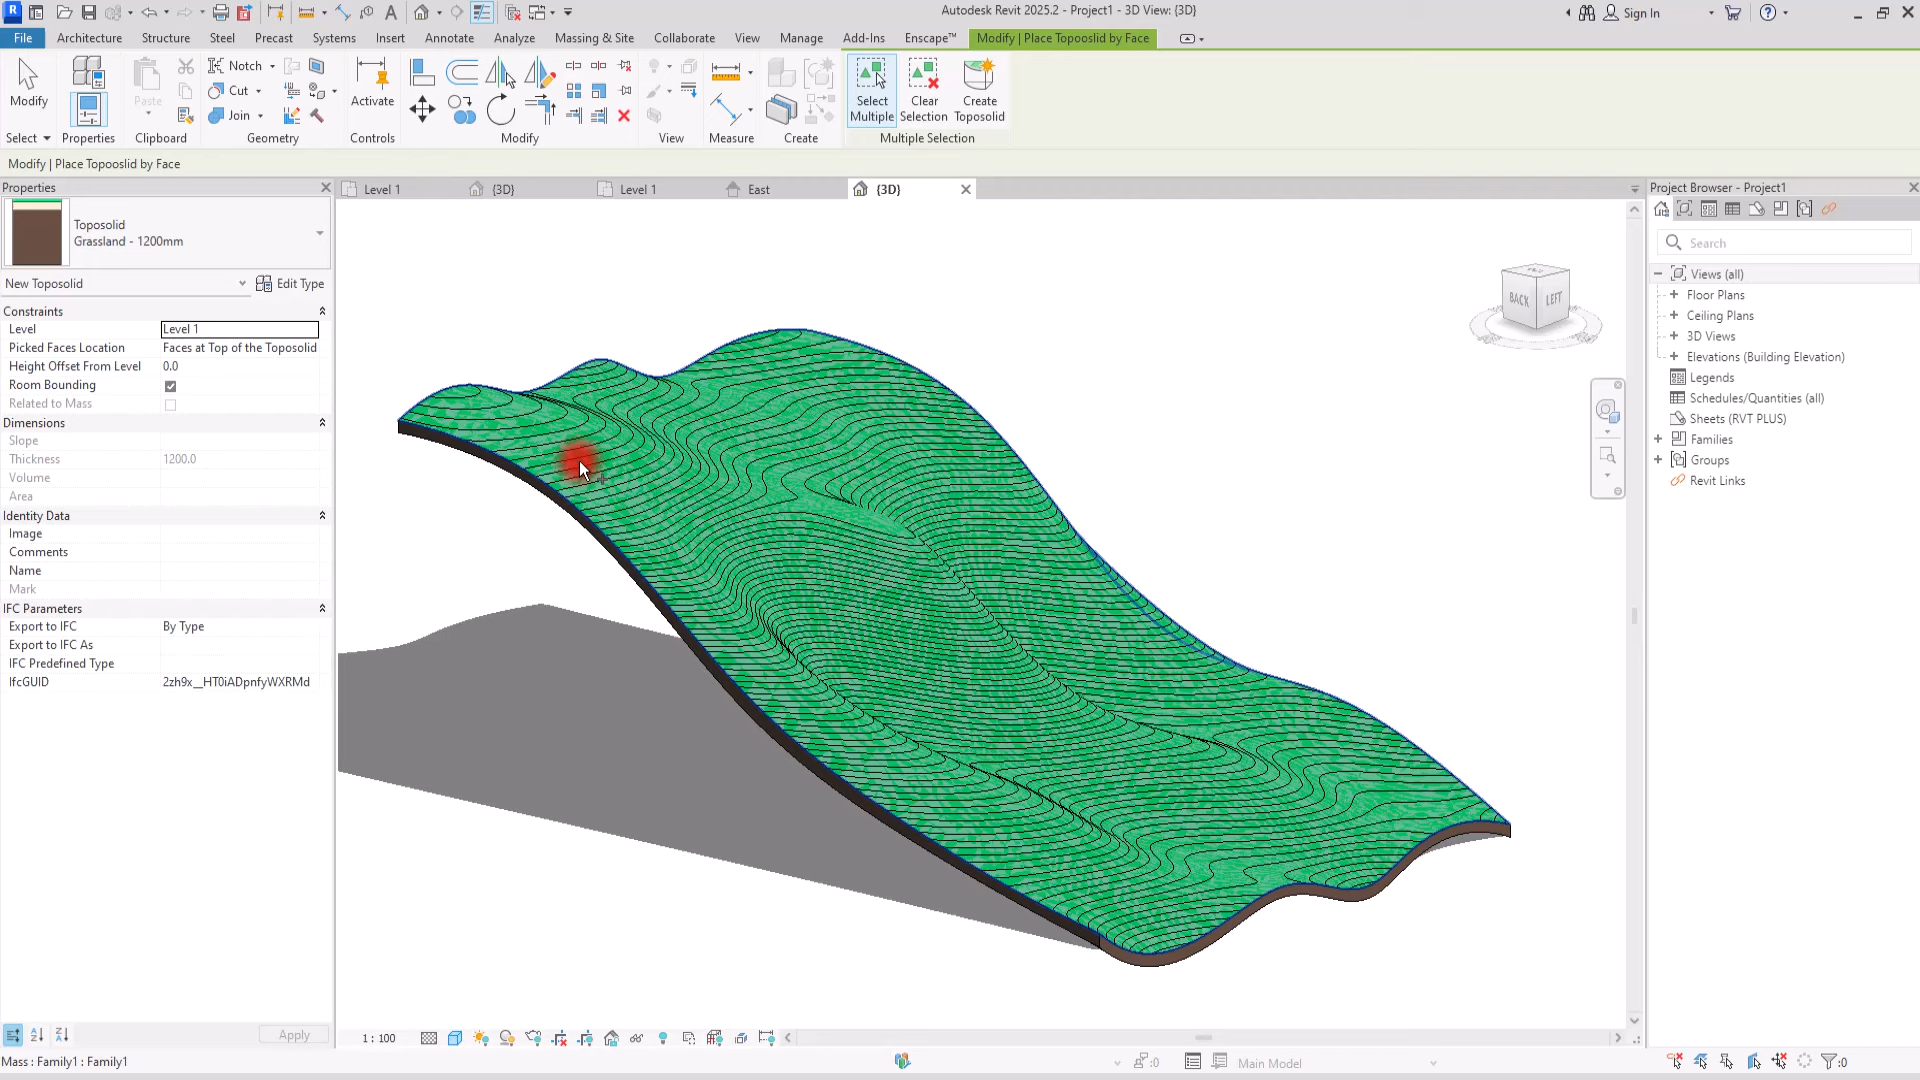 Autodesk Revit 2025.2 - Project1 - 3D View: {3D}
Sign In
File
Architecture
Structure
Steel
Precast
Systems
Insert
Annotate
Analyze
Massing & Site
Collaborate
View
Manage
Add-Ins
Enscape™
Modify | Place Topooslid by Face
Modify
Paste
Notch
Cut
Join
Activate
Select Multiple
Clear Selection
Create Toposolid
Select
Properties
Clipboard
Geometry
Controls
Modify
View
Measure
Create
Multiple Selection
Modify | Place Topooslid by Face
Properties
Level 1
{3D}
Level 1
East
{3D}
Project Browser - Project1
Toposolid
Grassland - 1200mm
New Toposolid
Edit Type
Constraints
Level Level 1
Picked Faces Location Faces at Top of the Toposolid
Height Offset From Level 0.0
Room Bounding
Related to Mass
Dimensions
Slope
Thickness 1200.0
Volume
Area
Identity Data
Image
Comments
Name
Mark
IFC Parameters
Export to IFC By Type
Export to IFC As
IFC Predefined Type
IfcGUID 2zh9x__HT0iADpnfyWXRMd
Apply
BACK
LEFT
Search
Views (all)
Floor Plans
Ceiling Plans
3D Views
Elevations (Building Elevation)
Legends
Schedules/Quantities (all)
Sheets (RVT PLUS)
Families
Groups
Revit Links
1 : 100
Mass : Family1 : Family1
:0
Main Model
:0